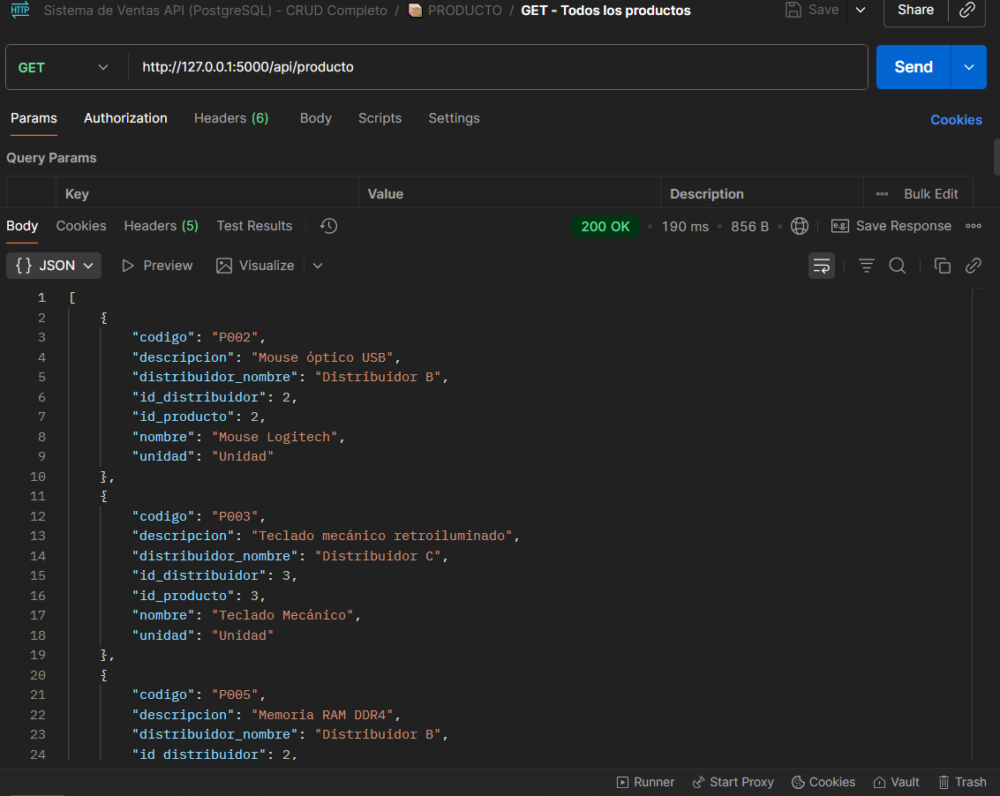 HTTP Sistema de Ventas API (PostgreSQL) - CRUD Completo / PRODUCTO / GET - Todos los productos Save Share
GET http://127.0.0.1:5000/api/producto Send
Params Authorization Headers (6) Body Scripts Settings Cookies
Query Params
Key Value Description Bulk Edit
Body Cookies Headers (5) Test Results 200 OK • 190 ms • 856 B e.g. Save Response
{} JSON Preview Visualize
1 [
2 {
3 "codigo": "P002",
4 "descripcion": "Mouse óptico USB",
5 "distribuidor_nombre": "Distribuidor B",
6 "id_distribuidor": 2,
7 "id_producto": 2,
8 "nombre": "Mouse Logitech",
9 "unidad": "Unidad"
10 },
11 {
12 "codigo": "P003",
13 "descripcion": "Teclado mecánico retroiluminado",
14 "distribuidor_nombre": "Distribuidor C",
15 "id_distribuidor": 3,
16 "id_producto": 3,
17 "nombre": "Teclado Mecánico",
18 "unidad": "Unidad"
19 },
20 {
21 "codigo": "P005",
22 "descripcion": "Memoria RAM DDR4",
23 "distribuidor_nombre": "Distribuidor B",
24 "id_distribuidor": 2,
Runner Start Proxy Cookies Vault Trash